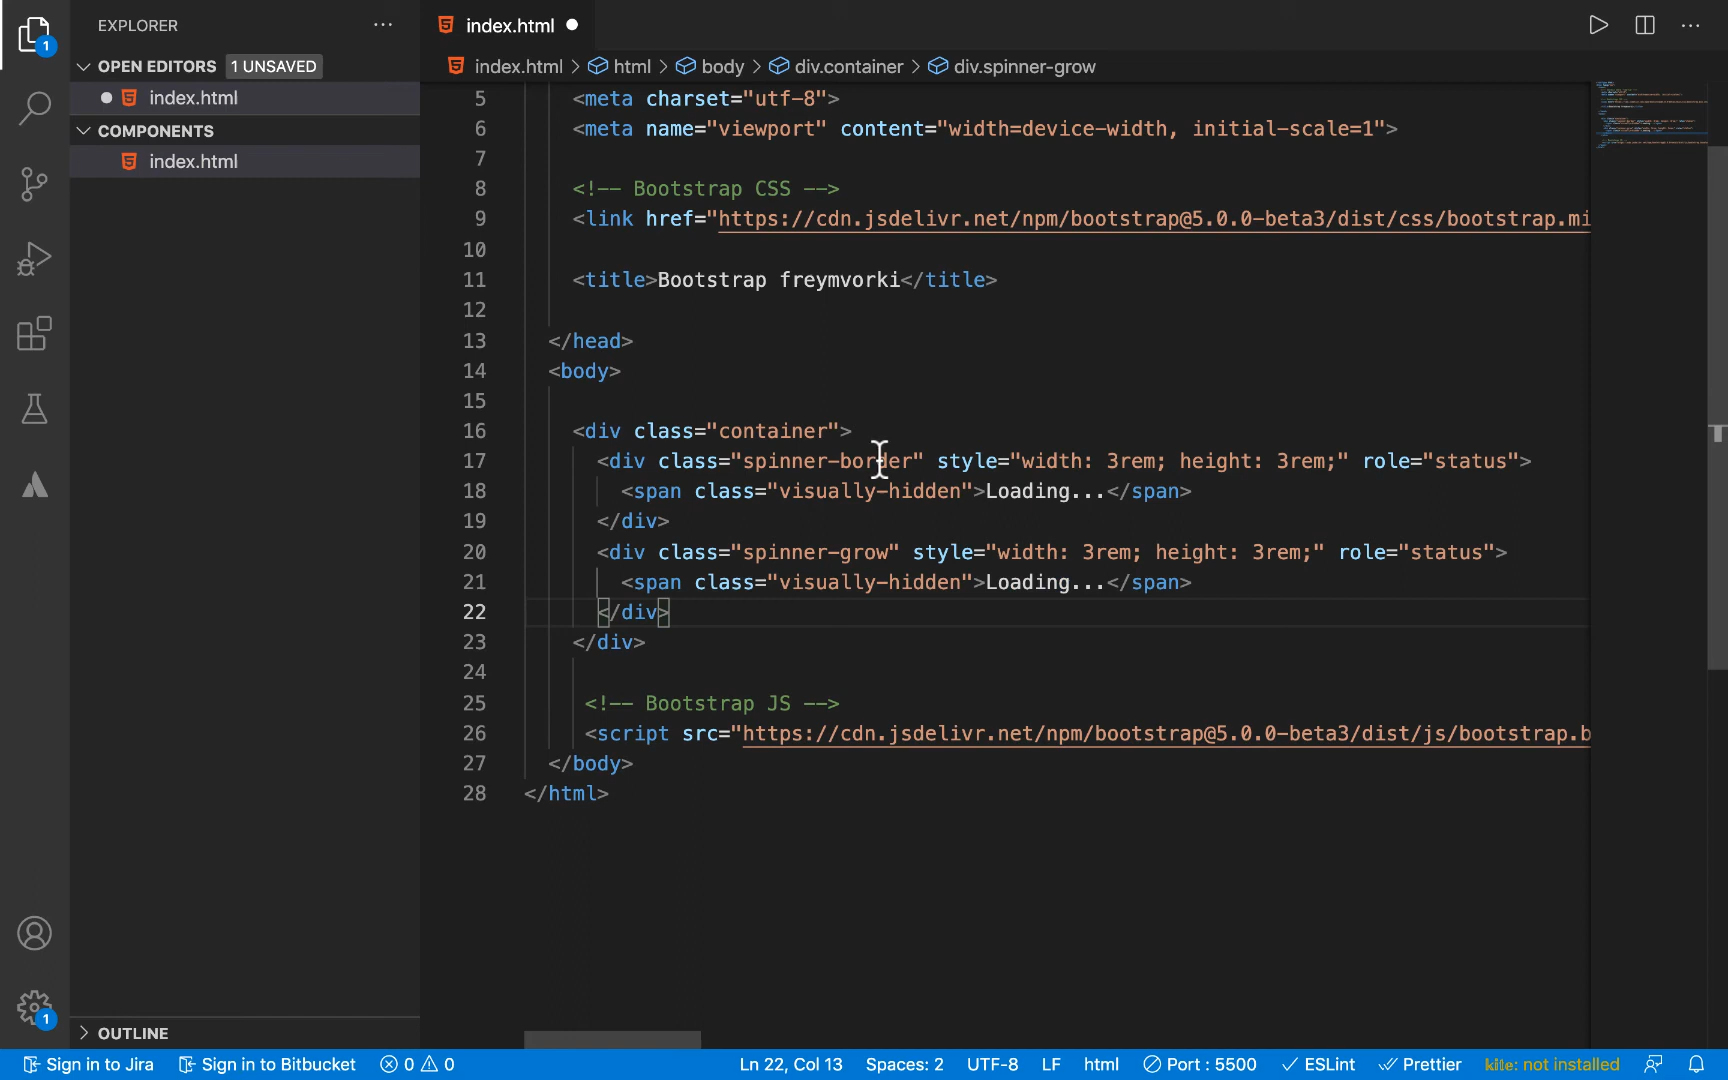 EXPLORER
index.html
OPEN EDITORS 1 UNSAVED
index.html > html > body > div.container > div.spinner-grow
index.html
COMPONENTS
index.html
5 <meta charset="utf-8">
6 <meta name="viewport" content="width=device-width, initial-scale=1">
7
8 <!-- Bootstrap CSS -->
9 <link href="https://cdn.jsdelivr.net/npm/bootstrap@5.0.0-beta3/dist/css/bootstrap.mi
10
11 <title>Bootstrap freymvorki</title>
12
13 </head>
14 <body>
15
16 <div class="container">
17 <div class="spinner-border" style="width: 3rem; height: 3rem;" role="status">
18 <span class="visually-hidden">Loading...</span>
19 </div>
20 <div class="spinner-grow" style="width: 3rem; height: 3rem;" role="status">
21 <span class="visually-hidden">Loading...</span>
22 </div>
23 </div>
24
25 <!-- Bootstrap JS -->
26 <script src="https://cdn.jsdelivr.net/npm/bootstrap@5.0.0-beta3/dist/js/bootstrap.b
27 </body>
28 </html>
1
1
OUTLINE
Sign in to Jira Sign in to Bitbucket 0 0 Ln 22, Col 13 Spaces: 2 UTF-8 LF html Port : 5500 ESLint Prettier kite: not installed